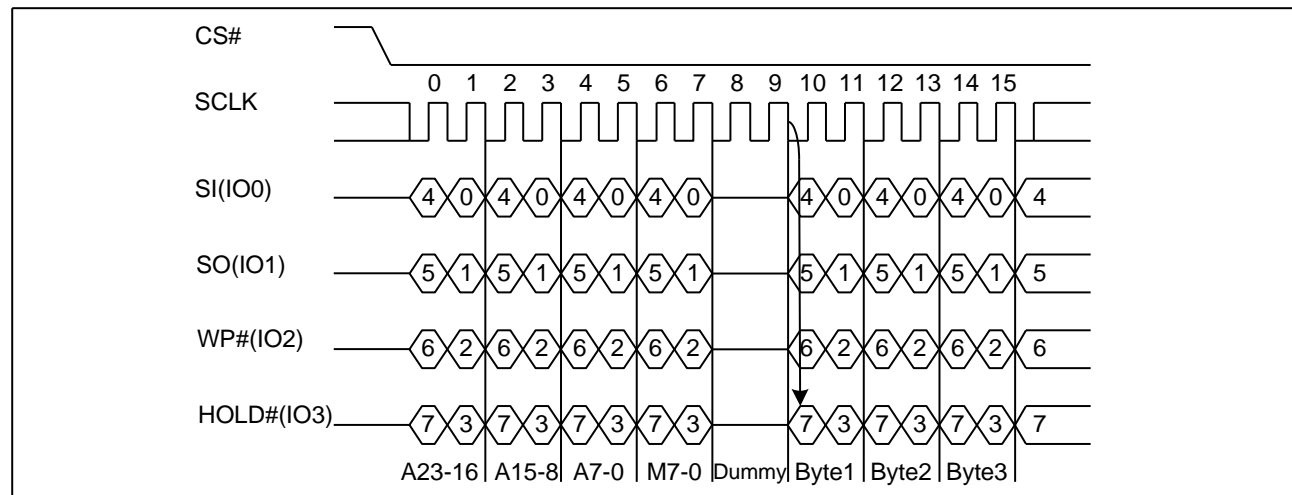 CS#
0 1 2 3 4 5 6 7 8 9 10 11 12 13 14 15
SCLK
SI(IO0) 4 0 4 0 4 0 4 0 4 0 4 0 4 0 4
SO(IO1) 5 1 5 1 5 1 5 1 5 1 5 1 5 1 5
WP#(IO2) 6 2 6 2 6 2 6 2 6 2 6 2 6 2 6
HOLD#(IO3) 7 3 7 3 7 3 7 3 7 3 7 3 7 3 7
A23-16 A15-8 A7-0 M7-0 Dummy Byte1 Byte2 Byte3